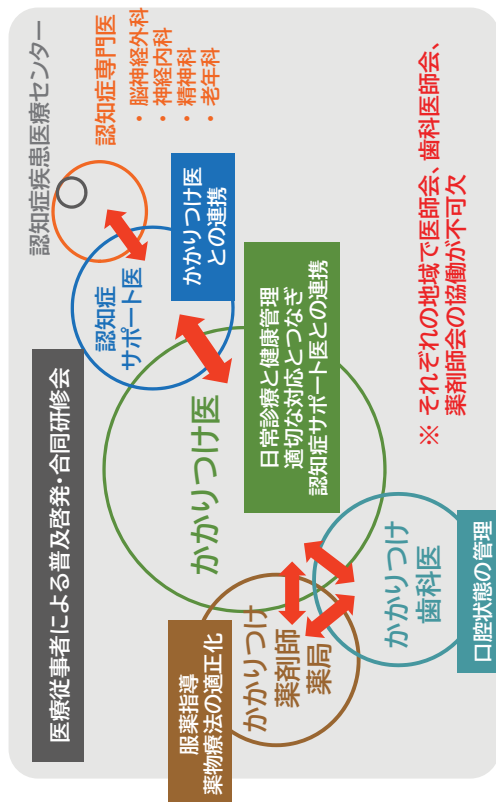 医療従事者による普及啓発・合同研修会
認知症疾患医療センター
認知症専門医
・脳神経外科
・神経内科
・精神科
・老年科
認知症
サポート医
かかりつけ医
との連携
かかりつけ医
日常診療と健康管理
適切な対応とつなぎ
認知症サポート医との連携
服薬指導
薬物療法の適正化
かかりつけ
薬剤師
薬局
かかりつけ
歯科医
口腔状態の管理
※ それぞれの地域で医師会、歯科医師会、
薬剤師会の協働が不可欠